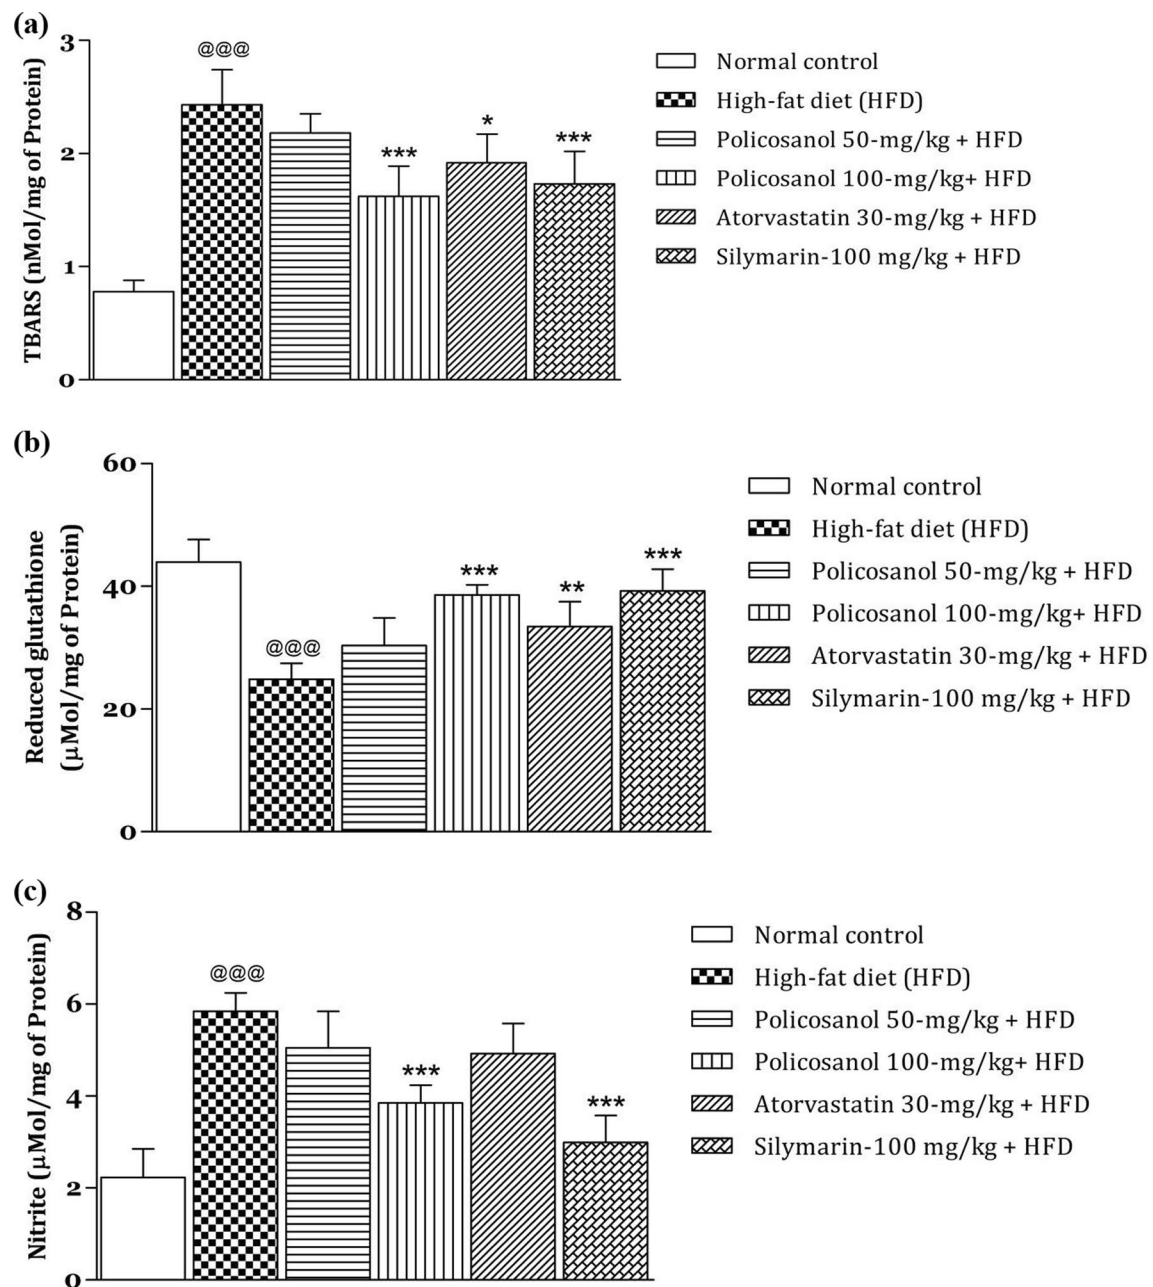 (a)
TBARS (nMol/mg of Protein)
3
2
1
0
@@@
***
*
***
Normal control
High-fat diet (HFD)
Policosanol 50-mg/kg + HFD
Policosanol 100-mg/kg+ HFD
Atorvastatin 30-mg/kg + HFD
Silymarin-100 mg/kg + HFD
(b)
Reduced glutathione
(μMol/mg of Protein)
60
40
20
0
@@@
***
**
***
Normal control
High-fat diet (HFD)
Policosanol 50-mg/kg + HFD
Policosanol 100-mg/kg+ HFD
Atorvastatin 30-mg/kg + HFD
Silymarin-100 mg/kg + HFD
(c)
Nitrite (μMol/mg of Protein)
8
6
4
2
0
@@@
***
***
Normal control
High-fat diet (HFD)
Policosanol 50-mg/kg + HFD
Policosanol 100-mg/kg+ HFD
Atorvastatin 30-mg/kg + HFD
Silymarin-100 mg/kg + HFD